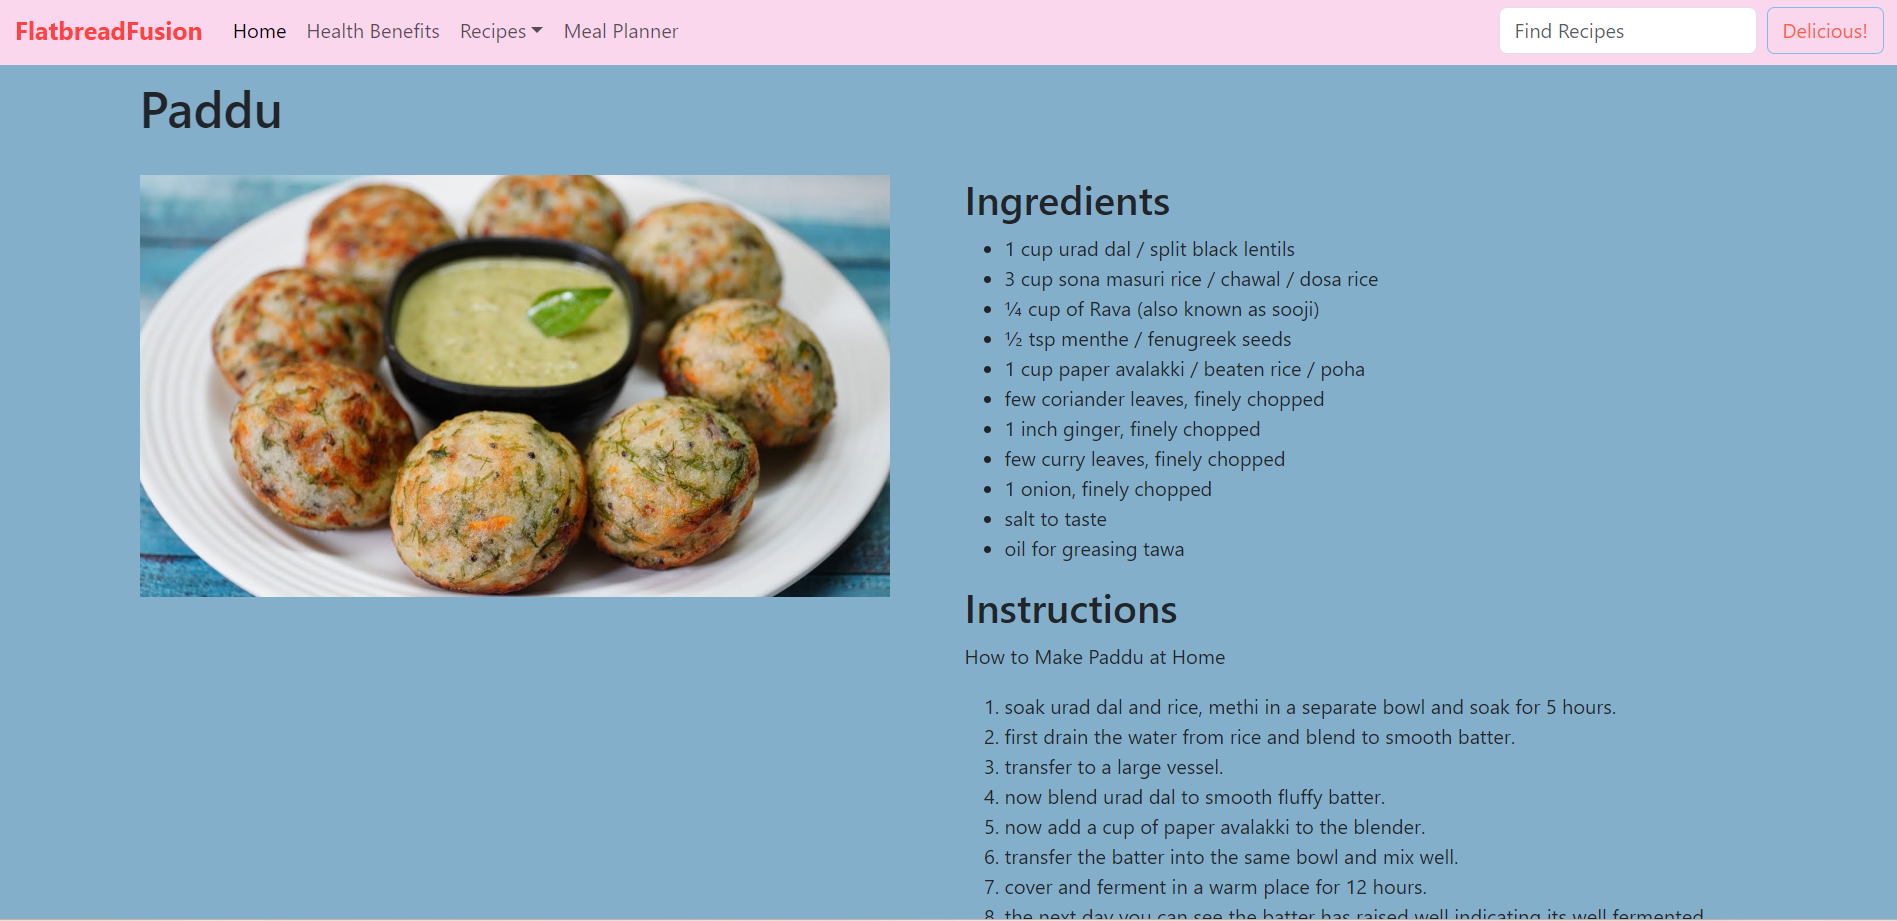 FlatbreadFusion Home Health Benefits Recipes Meal Planner Find Recipes Delicious!
Paddu
Ingredients
• 1 cup urad dal / split black lentils
• 3 cup sona masuri rice / chawal / dosa rice
• ¼ cup of Rava (also known as sooji)
• ½ tsp menthe / fenugreek seeds
• 1 cup paper avalakki / beaten rice / poha
• few coriander leaves, finely chopped
• 1 inch ginger, finely chopped
• few curry leaves, finely chopped
• 1 onion, finely chopped
• salt to taste
• oil for greasing tawa
Instructions
How to Make Paddu at Home
1. soak urad dal and rice, methi in a separate bowl and soak for 5 hours.
2. first drain the water from rice and blend to smooth batter.
3. transfer to a large vessel.
4. now blend urad dal to smooth fluffy batter.
5. now add a cup of paper avalakki to the blender.
6. transfer the batter into the same bowl and mix well.
7. cover and ferment in a warm place for 12 hours.
8. the next day you can see the batter has raised well indicating its well fermented.